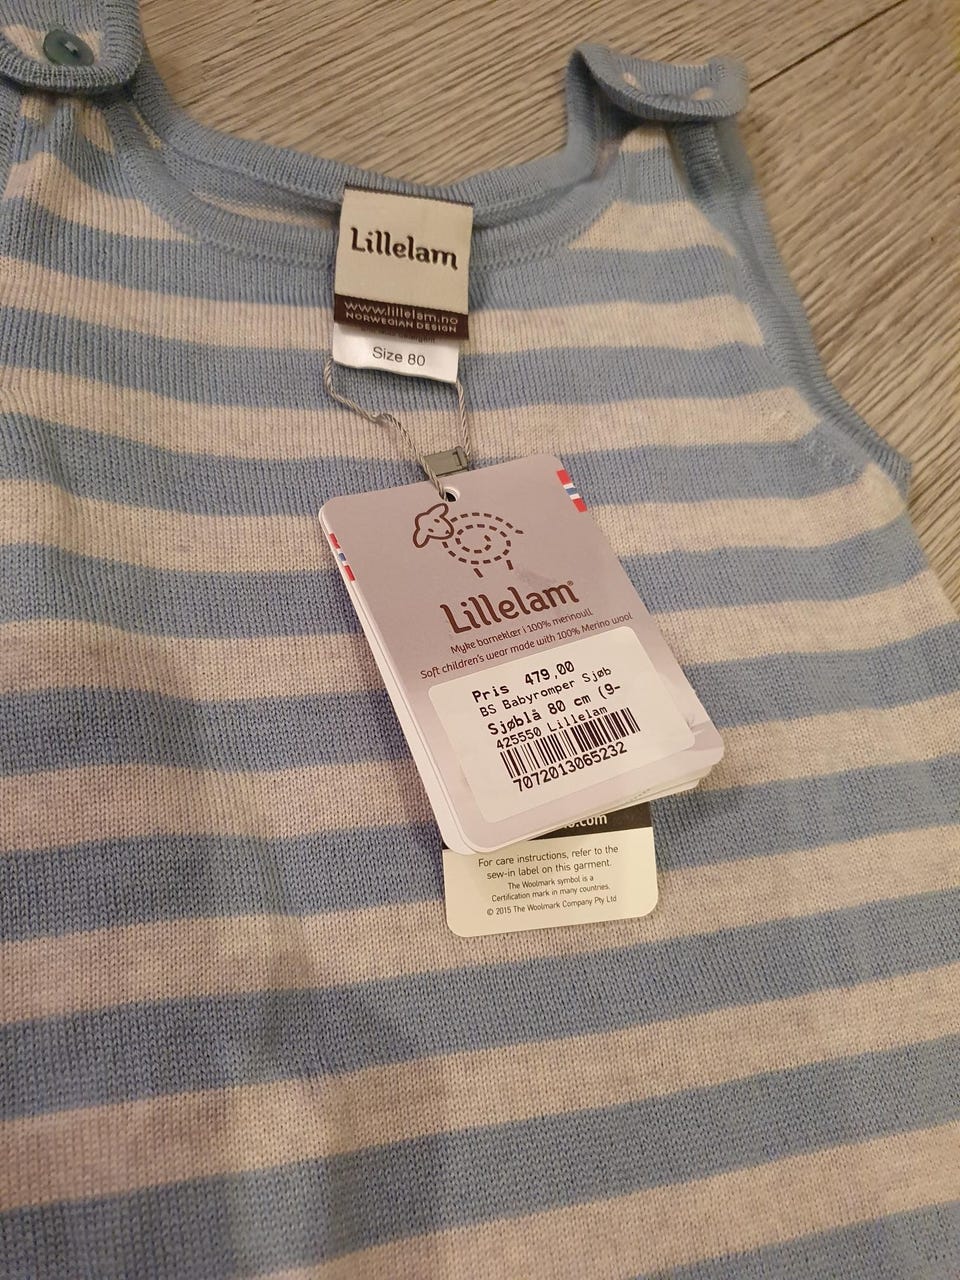 Lillelam
www.lillelam.no
NORWEGIAN DESIGN
Size 80
1
Lillelam®
Myke barneklær i 100% merinoull
Soft children's wear made with 100% Merino wool
Pris 479,00
BS Babyromper Sjøb
Sjøblå 80 cm (9-
425550 Lillelam
7072013065232
.com
For care instructions, refer to the
sew-in label on this garment.
The Woolmark symbol is a
Certification mark in many countries.
© 2015 The Woolmark Company Pty Ltd